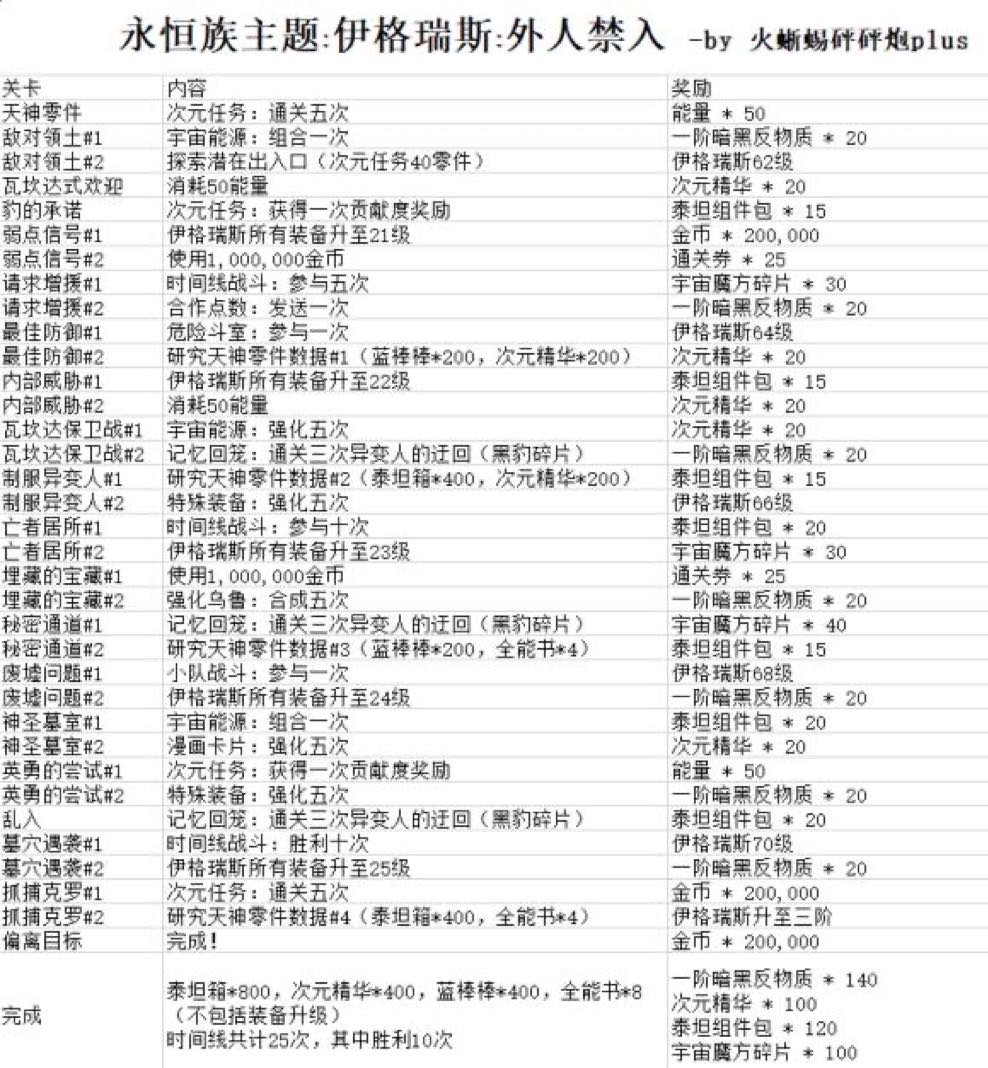 永恒族主题:伊格瑞斯:外人禁入 -by 火蜥蜴砰砰炮plus
关卡 内容 奖励
天神零件 次元任务：通关五次 能量 * 50
敌对领土#1 宇宙能源：组合一次 一阶暗黑反物质 * 20
敌对领土#2 探索潜在出入口（次元任务40零件） 伊格瑞斯62级
瓦坎达式欢迎 消耗50能量 次元精华 * 20
豹的承诺 次元任务：获得一次贡献度奖励 泰坦组件包 * 15
弱点信号#1 伊格瑞斯所有装备升至21级 金币 * 200,000
弱点信号#2 使用1,000,000金币 通关券 * 25
请求增援#1 时间线战斗：参与五次 宇宙魔方碎片 * 30
请求增援#2 合作点数：发送一次 一阶暗黑反物质 * 20
最佳防御#1 危险斗室：参与一次 伊格瑞斯64级
最佳防御#2 研究天神零件数据#1（蓝棒棒*200，次元精华*200） 次元精华 * 20
内部威胁#1 伊格瑞斯所有装备升至22级 泰坦组件包 * 15
内部威胁#2 消耗50能量 次元精华 * 20
瓦坎达保卫战#1 宇宙能源：强化五次 次元精华 * 20
瓦坎达保卫战#2 记忆回笼：通关三次异变人的迂回（黑豹碎片） 一阶暗黑反物质 * 20
制服异变人#1 研究天神零件数据#2（泰坦箱*400，次元精华*200） 泰坦组件包 * 15
制服异变人#2 特殊装备：强化五次 伊格瑞斯66级
亡者居所#1 时间线战斗：参与十次 泰坦组件包 * 20
亡者居所#2 伊格瑞斯所有装备升至23级 宇宙魔方碎片 * 30
埋藏的宝藏#1 使用1,000,000金币 通关券 * 25
埋藏的宝藏#2 强化乌鲁：合成五次 一阶暗黑反物质 * 20
秘密通道#1 记忆回笼：通关三次异变人的迂回（黑豹碎片） 宇宙魔方碎片 * 40
秘密通道#2 研究天神零件数据#3（蓝棒棒*200，全能书*4） 泰坦组件包 * 15
废墟问题#1 小队战斗：参与一次 伊格瑞斯68级
废墟问题#2 伊格瑞斯所有装备升至24级 一阶暗黑反物质 * 20
神圣墓室#1 宇宙能源：组合一次 泰坦组件包 * 20
神圣墓室#2 漫画卡片：强化五次 次元精华 * 20
英勇的尝试#1 次元任务：获得一次贡献度奖励 能量 * 50
英勇的尝试#2 特殊装备：强化五次 一阶暗黑反物质 * 20
乱入 记忆回笼：通关三次异变人的迂回（黑豹碎片） 泰坦组件包 * 20
墓穴遇袭#1 时间线战斗：胜利十次 伊格瑞斯70级
墓穴遇袭#2 伊格瑞斯所有装备升至25级 一阶暗黑反物质 * 20
抓捕克罗#1 次元任务：通关五次 金币 * 200,000
抓捕克罗#2 研究天神零件数据#4（泰坦箱*400，全能书*4） 伊格瑞斯升至三阶
偏离目标 完成！ 金币 * 200,000
完成
泰坦箱*800，次元精华*400，蓝棒棒*400，全能书*8
（不包括装备升级）
时间线共计25次，其中胜利10次
一阶暗黑反物质 * 140
次元精华 * 100
泰坦组件包 * 120
宇宙魔方碎片 * 100